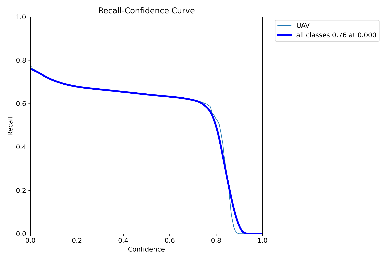 Recall-Confidence Curve
1.0
0.8
0.6
0.4
0.2
0.0
Recall
0.0 0.2 0.4 0.6 0.8 1.0
Confidence
UAV
all classes 0.76 at 0.000